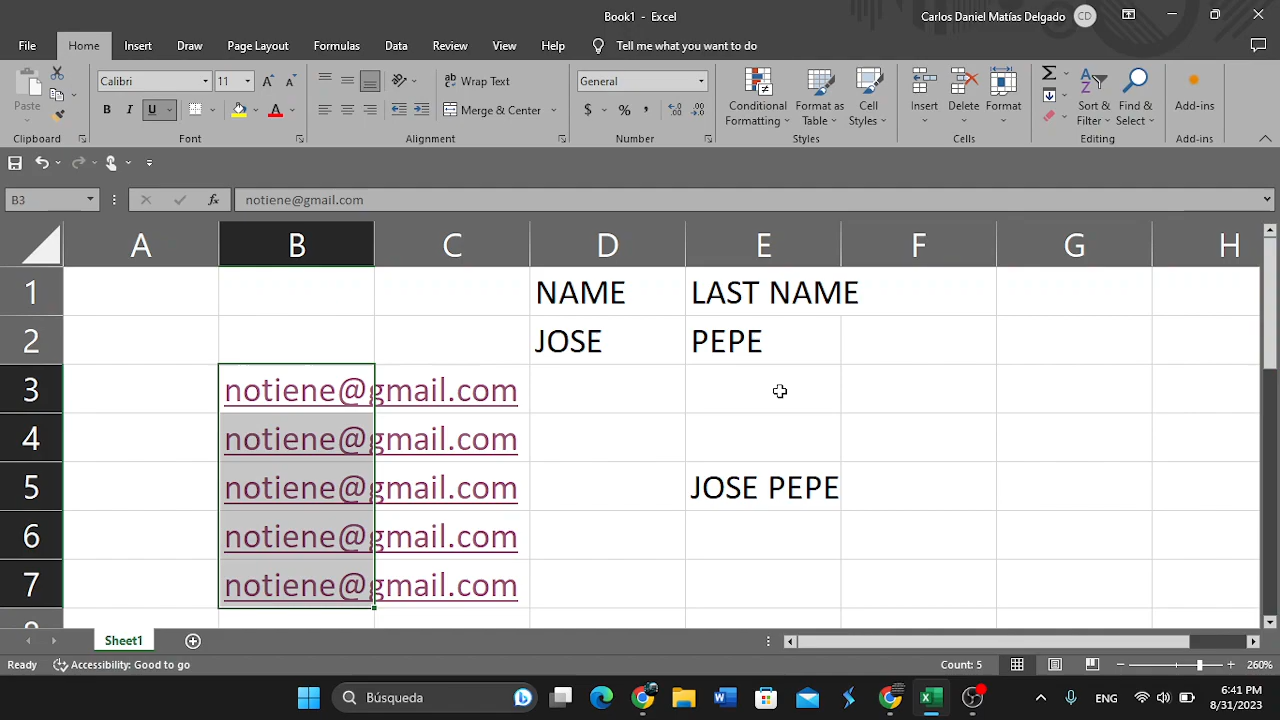 Book1 - Excel
Carlos Daniel Matías Delgado CD
File Home Insert Draw Page Layout Formulas Data Review View Help Tell me what you want to do
Paste
Clipboard
Calibri 11
B I U
Font
ab Wrap Text
Merge & Center
Alignment
General
$ % ,
Number
Conditional Formatting
Format as Table
Cell Styles
Styles
Insert Delete Format
Cells
Sort & Filter
Find & Select
Editing
Add-ins
Add-ins
B3 fx notiene@gmail.com
A B C D E F G H
1 NAME LAST NAME
2 JOSE PEPE
3 notiene@gmail.com
4 notiene@gmail.com
5 notiene@gmail.com JOSE PEPE
6 notiene@gmail.com
7 notiene@gmail.com
Sheet1
Ready Accessibility: Good to go Count: 5 260%
Búsqueda ENG 6:41 PM
8/31/2023